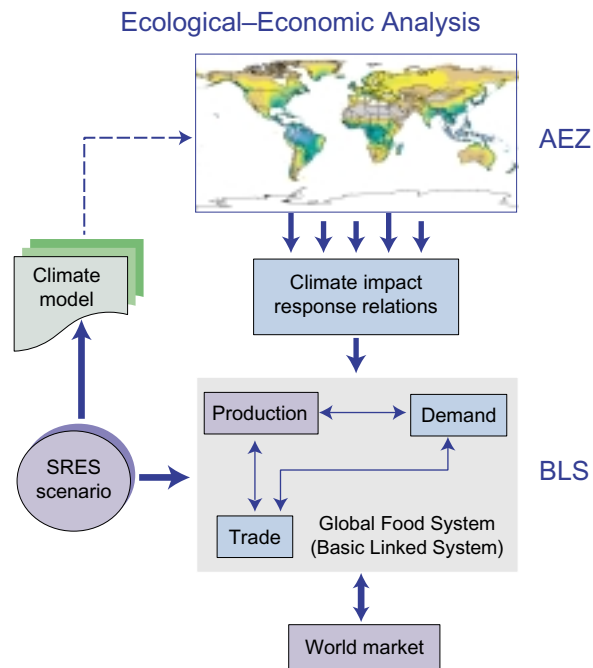 Ecological–Economic Analysis
AEZ
Climate
model
Climate impact
response relations
Production
Demand
SRES
scenario
BLS
Trade
Global Food System
(Basic Linked System)
World market